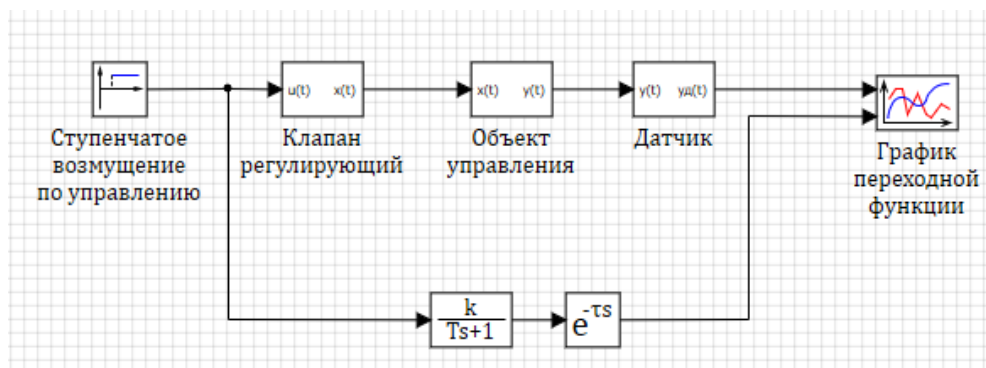 u(t) x(t)
x(t) y(t)
y(t) yд(t)
Ступенчатое
возмущение
по управлению
Клапан
регулирующий
Объект
управления
Датчик
График
переходной
функции
k
Ts+1
e-τs